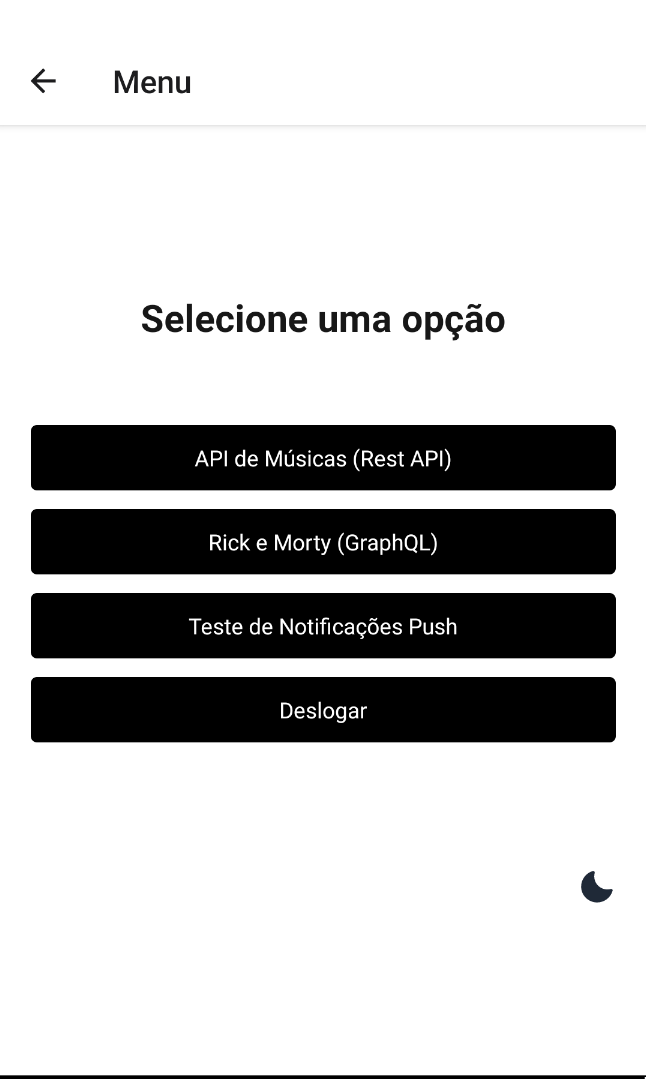 Menu
Selecione uma opção
API de Músicas (Rest API)
Rick e Morty (GraphQL)
Teste de Notificações Push
Deslogar